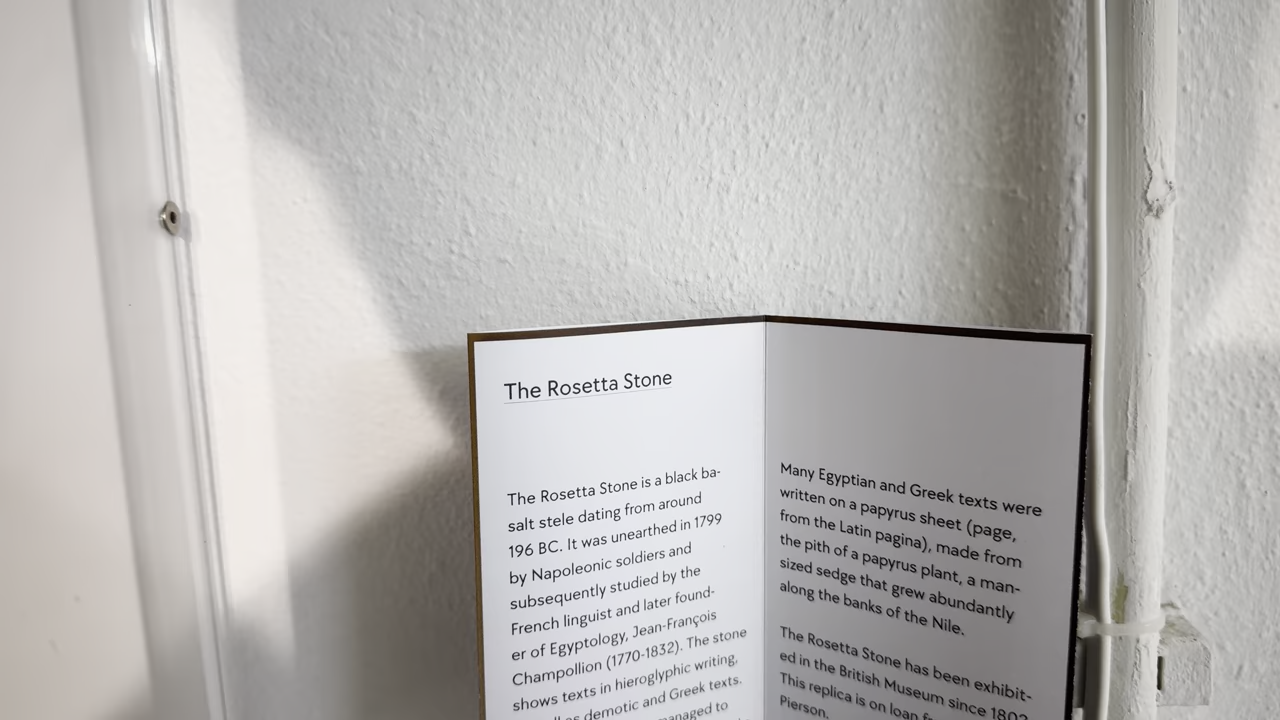 The Rosetta Stone
The Rosetta Stone is a black ba-
salt stele dating from around
196 BC. It was unearthed in 1799
by Napoleonic soldiers and
subsequently studied by the
French linguist and later found-
er of Egyptology, Jean-François
Champollion (1770-1832). The stone
shows texts in hieroglyphic writing,
demotic and Greek texts.
managed to
Many Egyptian and Greek texts were
written on a papyrus sheet (page,
from the Latin pagina), made from
the pith of a papyrus plant, a man-
sized sedge that grew abundantly
along the banks of the Nile.
The Rosetta Stone has been exhibit-
ed in the British Museum since 1802.
This replica is on loan
Pierson.